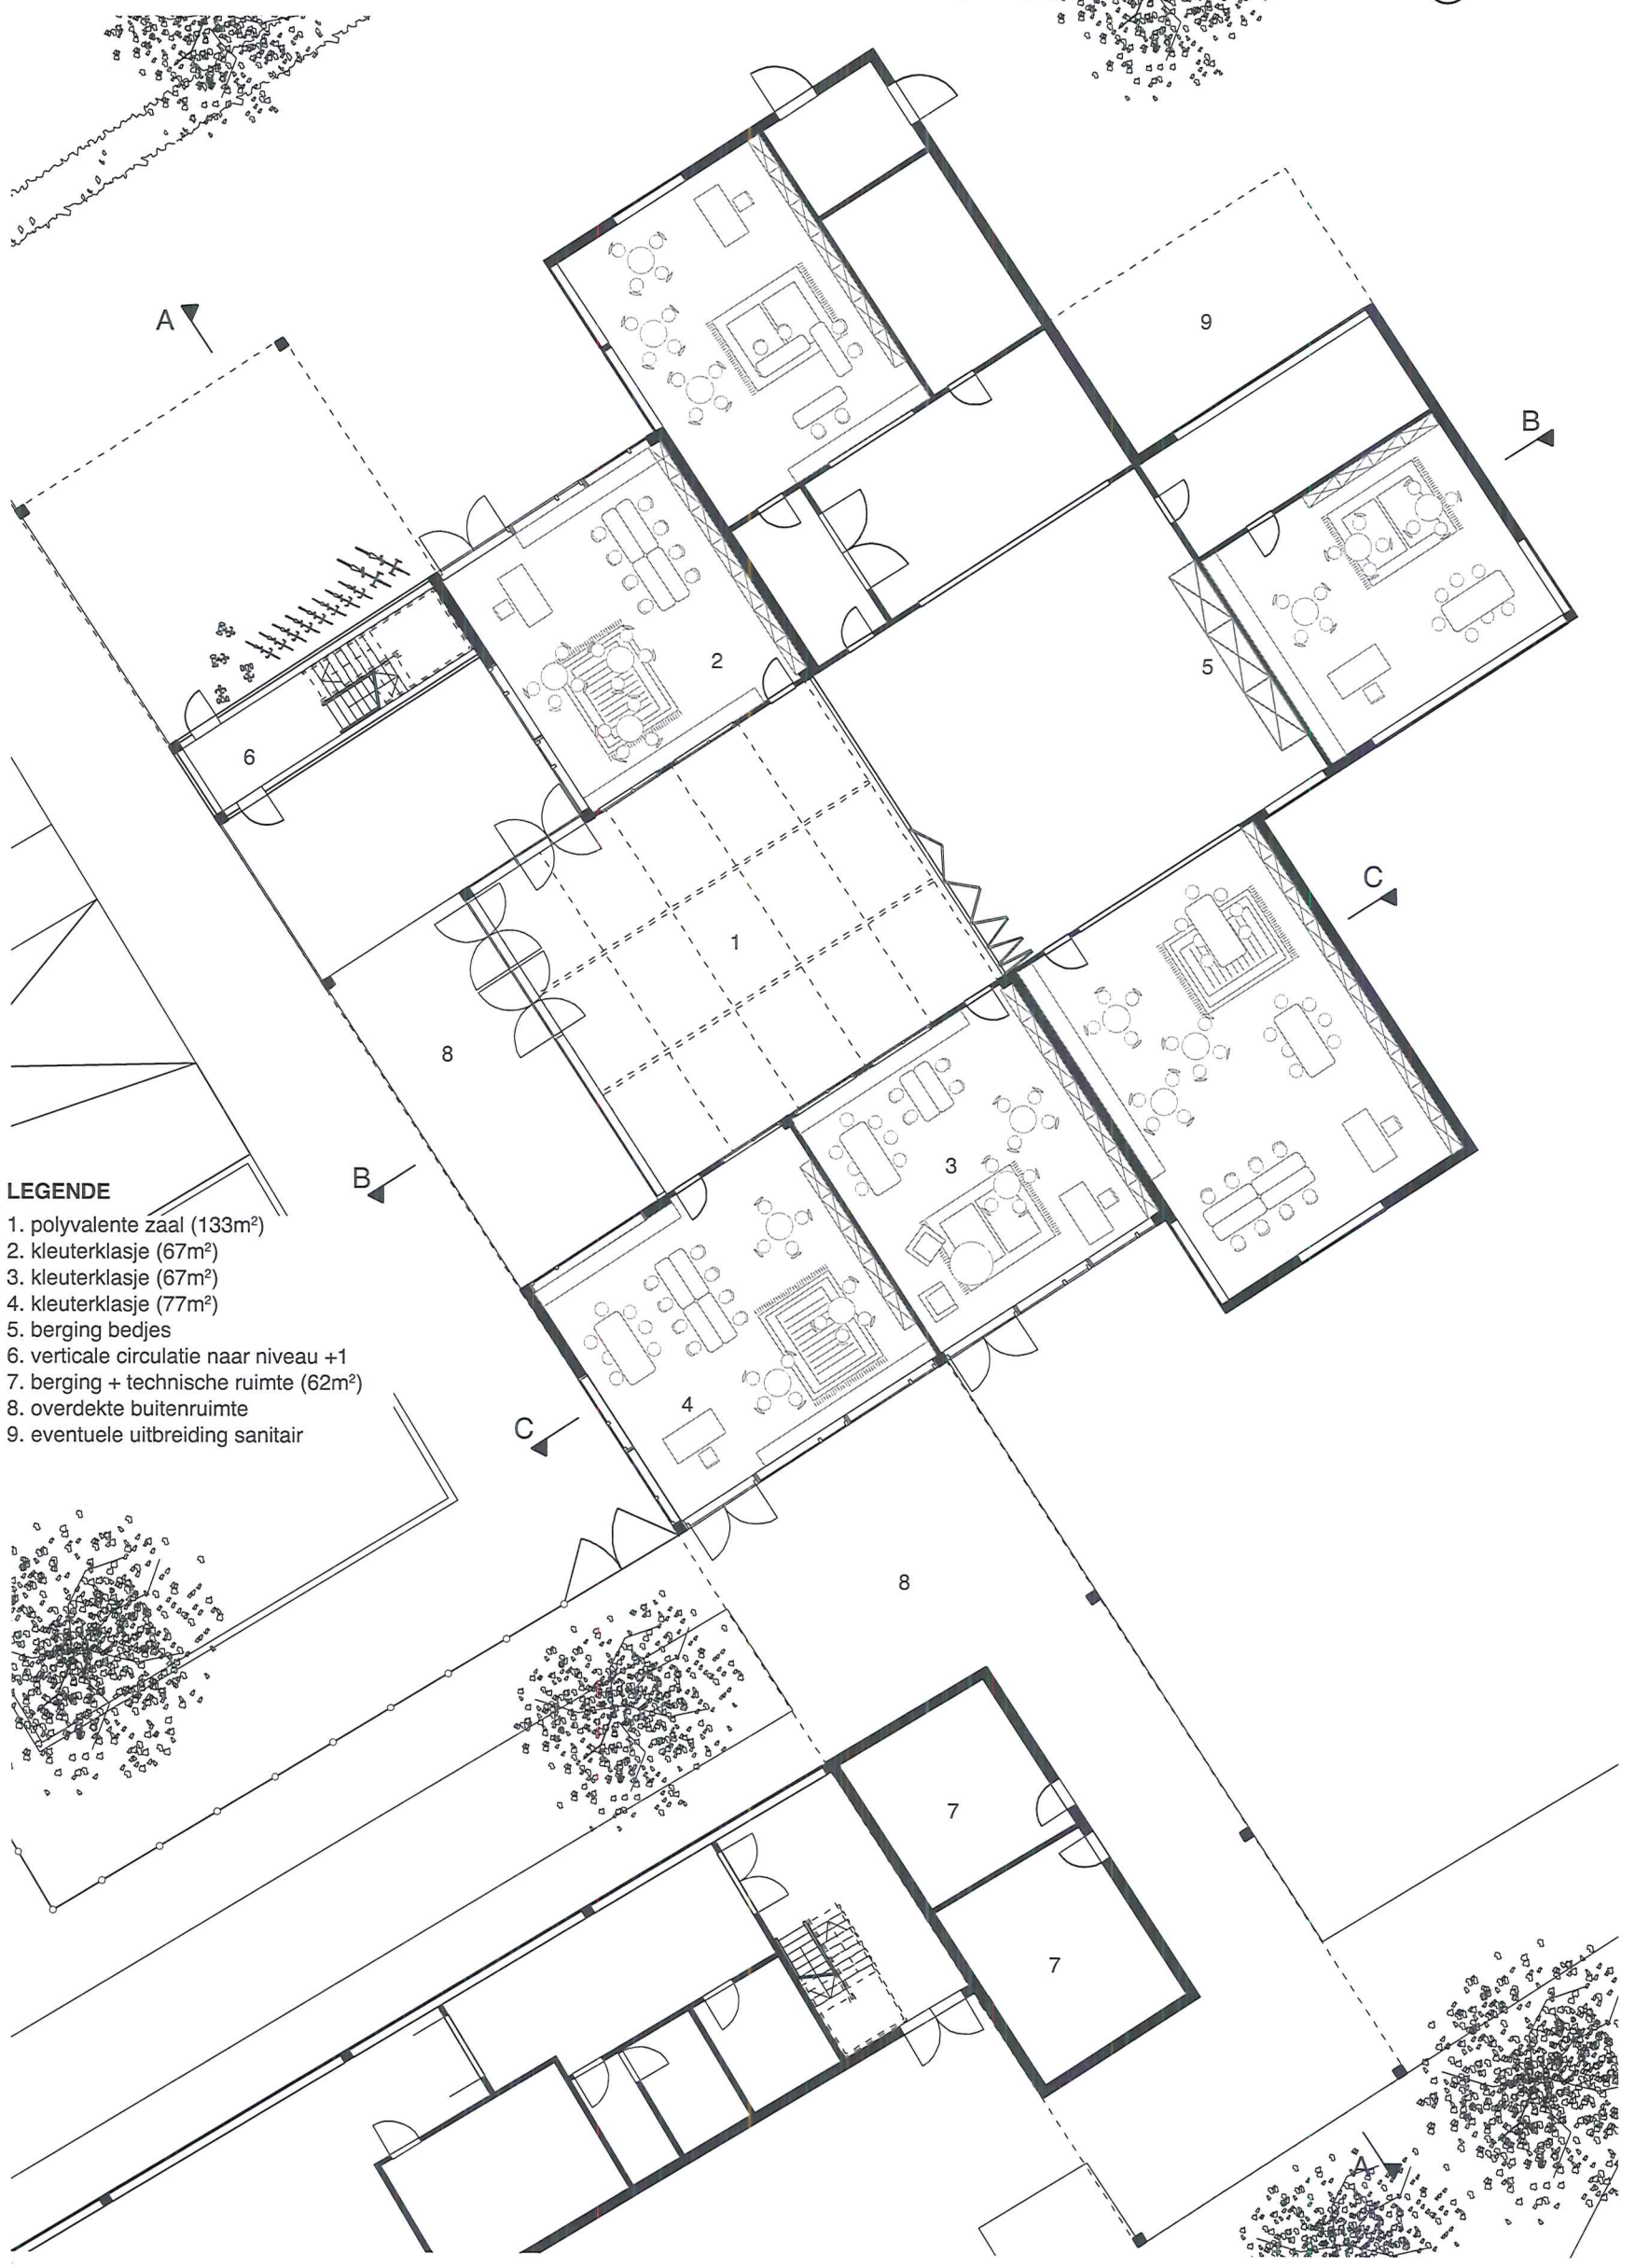 A
9
B
2
5
6
C
1
8
3
B
LEGENDE
1. polyvalente zaal (133m²)
2. kleuterklasje (67m²)
3. kleuterklasje (67m²)
4. kleuterklasje (77m²)
5. berging bedjes
6. verticale circulatie naar niveau +1
7. berging + technische ruimte (62m²)
8. overdekte buitenruimte
9. eventuele uitbreiding sanitair
4
C
8
7
7
A